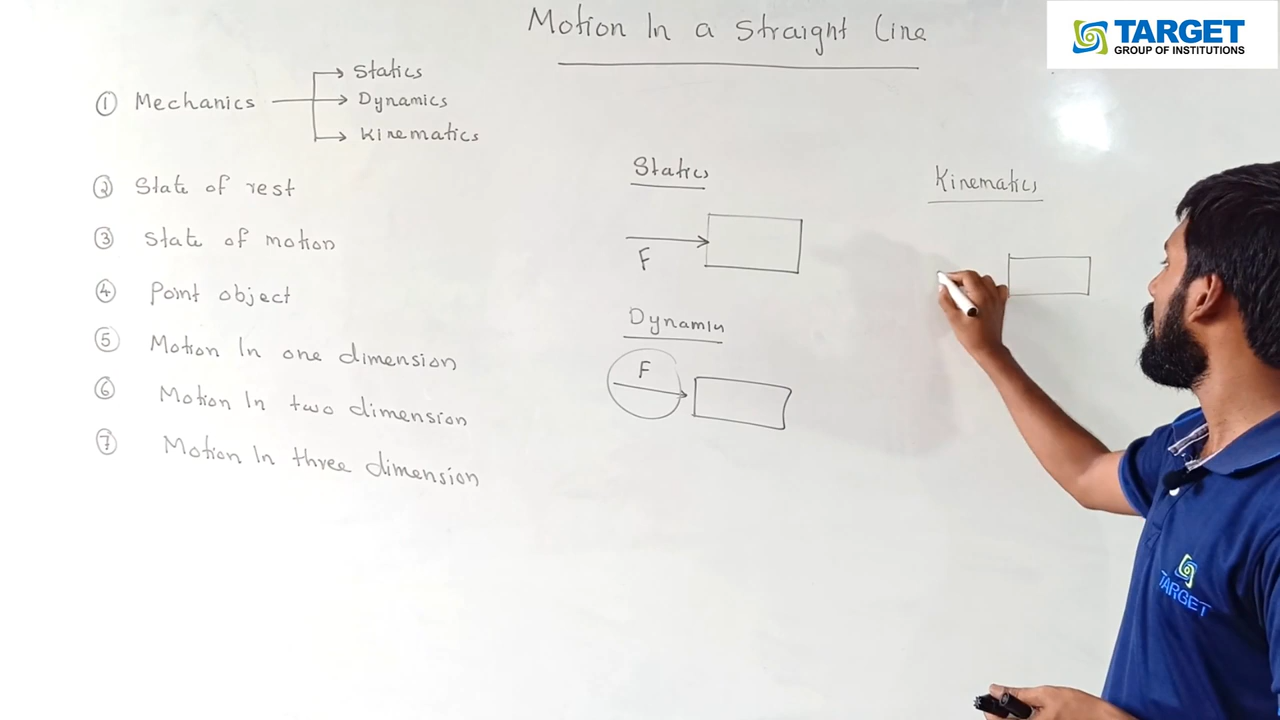 Motion In a Straight Line
TARGET
GROUP OF INSTITUTIONS
① Mechanics
Statics
Dynamics
Kinematics
② State of rest
③ State of motion
④ Point object
⑤ Motion In one dimension
⑥ Motion In two dimension
⑦ Motion In three dimension
Statics
F
Dynamin
F
Kinematics
TARGET